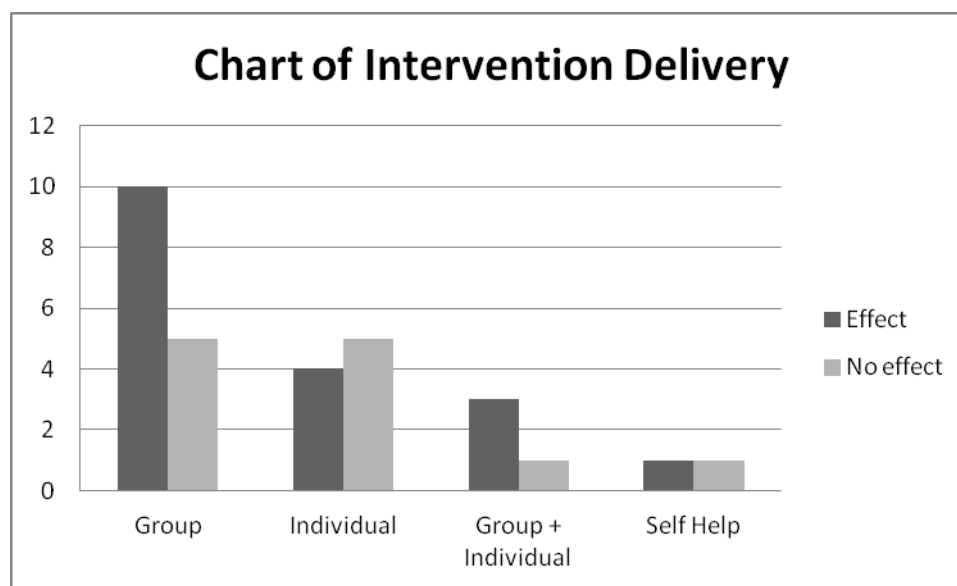 Chart of Intervention Delivery
12
10
8
6
4
2
0
Group
Individual
Group +
Individual
Self Help
Effect
No effect